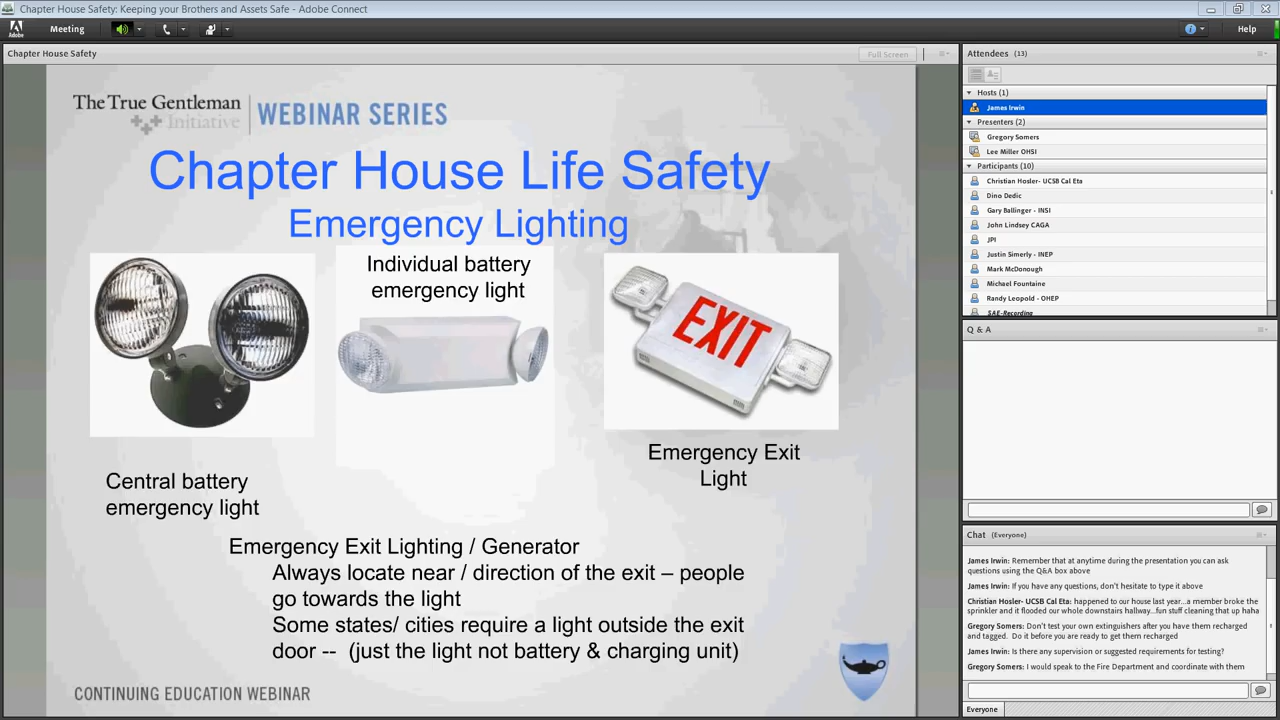 Chapter House Safety: Keeping your Brothers and Assets Safe - Adobe Connect
Adobe
Meeting
Help
Chapter House Safety
Full Screen
The True Gentleman
Initiative
WEBINAR SERIES
Chapter House Life Safety
Emergency Lighting
Individual battery
emergency light
EXIT
Emergency Exit
Light
Central battery
emergency light
Emergency Exit Lighting / Generator
Always locate near / direction of the exit – people
go towards the light
Some states/ cities require a light outside the exit
door -- (just the light not battery & charging unit)
CONTINUING EDUCATION WEBINAR
Attendees (13)
Hosts (1)
James Irwin
Presenters (2)
Gregory Somers
Lee Miller OHSI
Participants (10)
Christian Hosler- UCSB Cal Eta
Dino Dedic
Gary Ballinger - INSI
John Lindsey CAGA
JPI
Justin Simerly - INEP
Mark McDonough
Michael Fountaine
Randy Leopold - OHEP
SAE-Recording
Q & A
Chat (Everyone)
James Irwin: Remember that at anytime during the presentation you can ask
questions using the Q&A box above
James Irwin: If you have any questions, don't hesitate to type it above
Christian Hosler- UCSB Cal Eta: happened to our house last year...a member broke the
sprinkler and it flooded our whole downstairs hallway...fun stuff cleaning that up haha
Gregory Somers: Don't test your own extinguishers after you have them recharged
and tagged. Do it before you are ready to get them recharged
James Irwin: Is there any supervision or suggested requirements for testing?
Gregory Somers: I would speak to the Fire Department and coordinate with them
Everyone